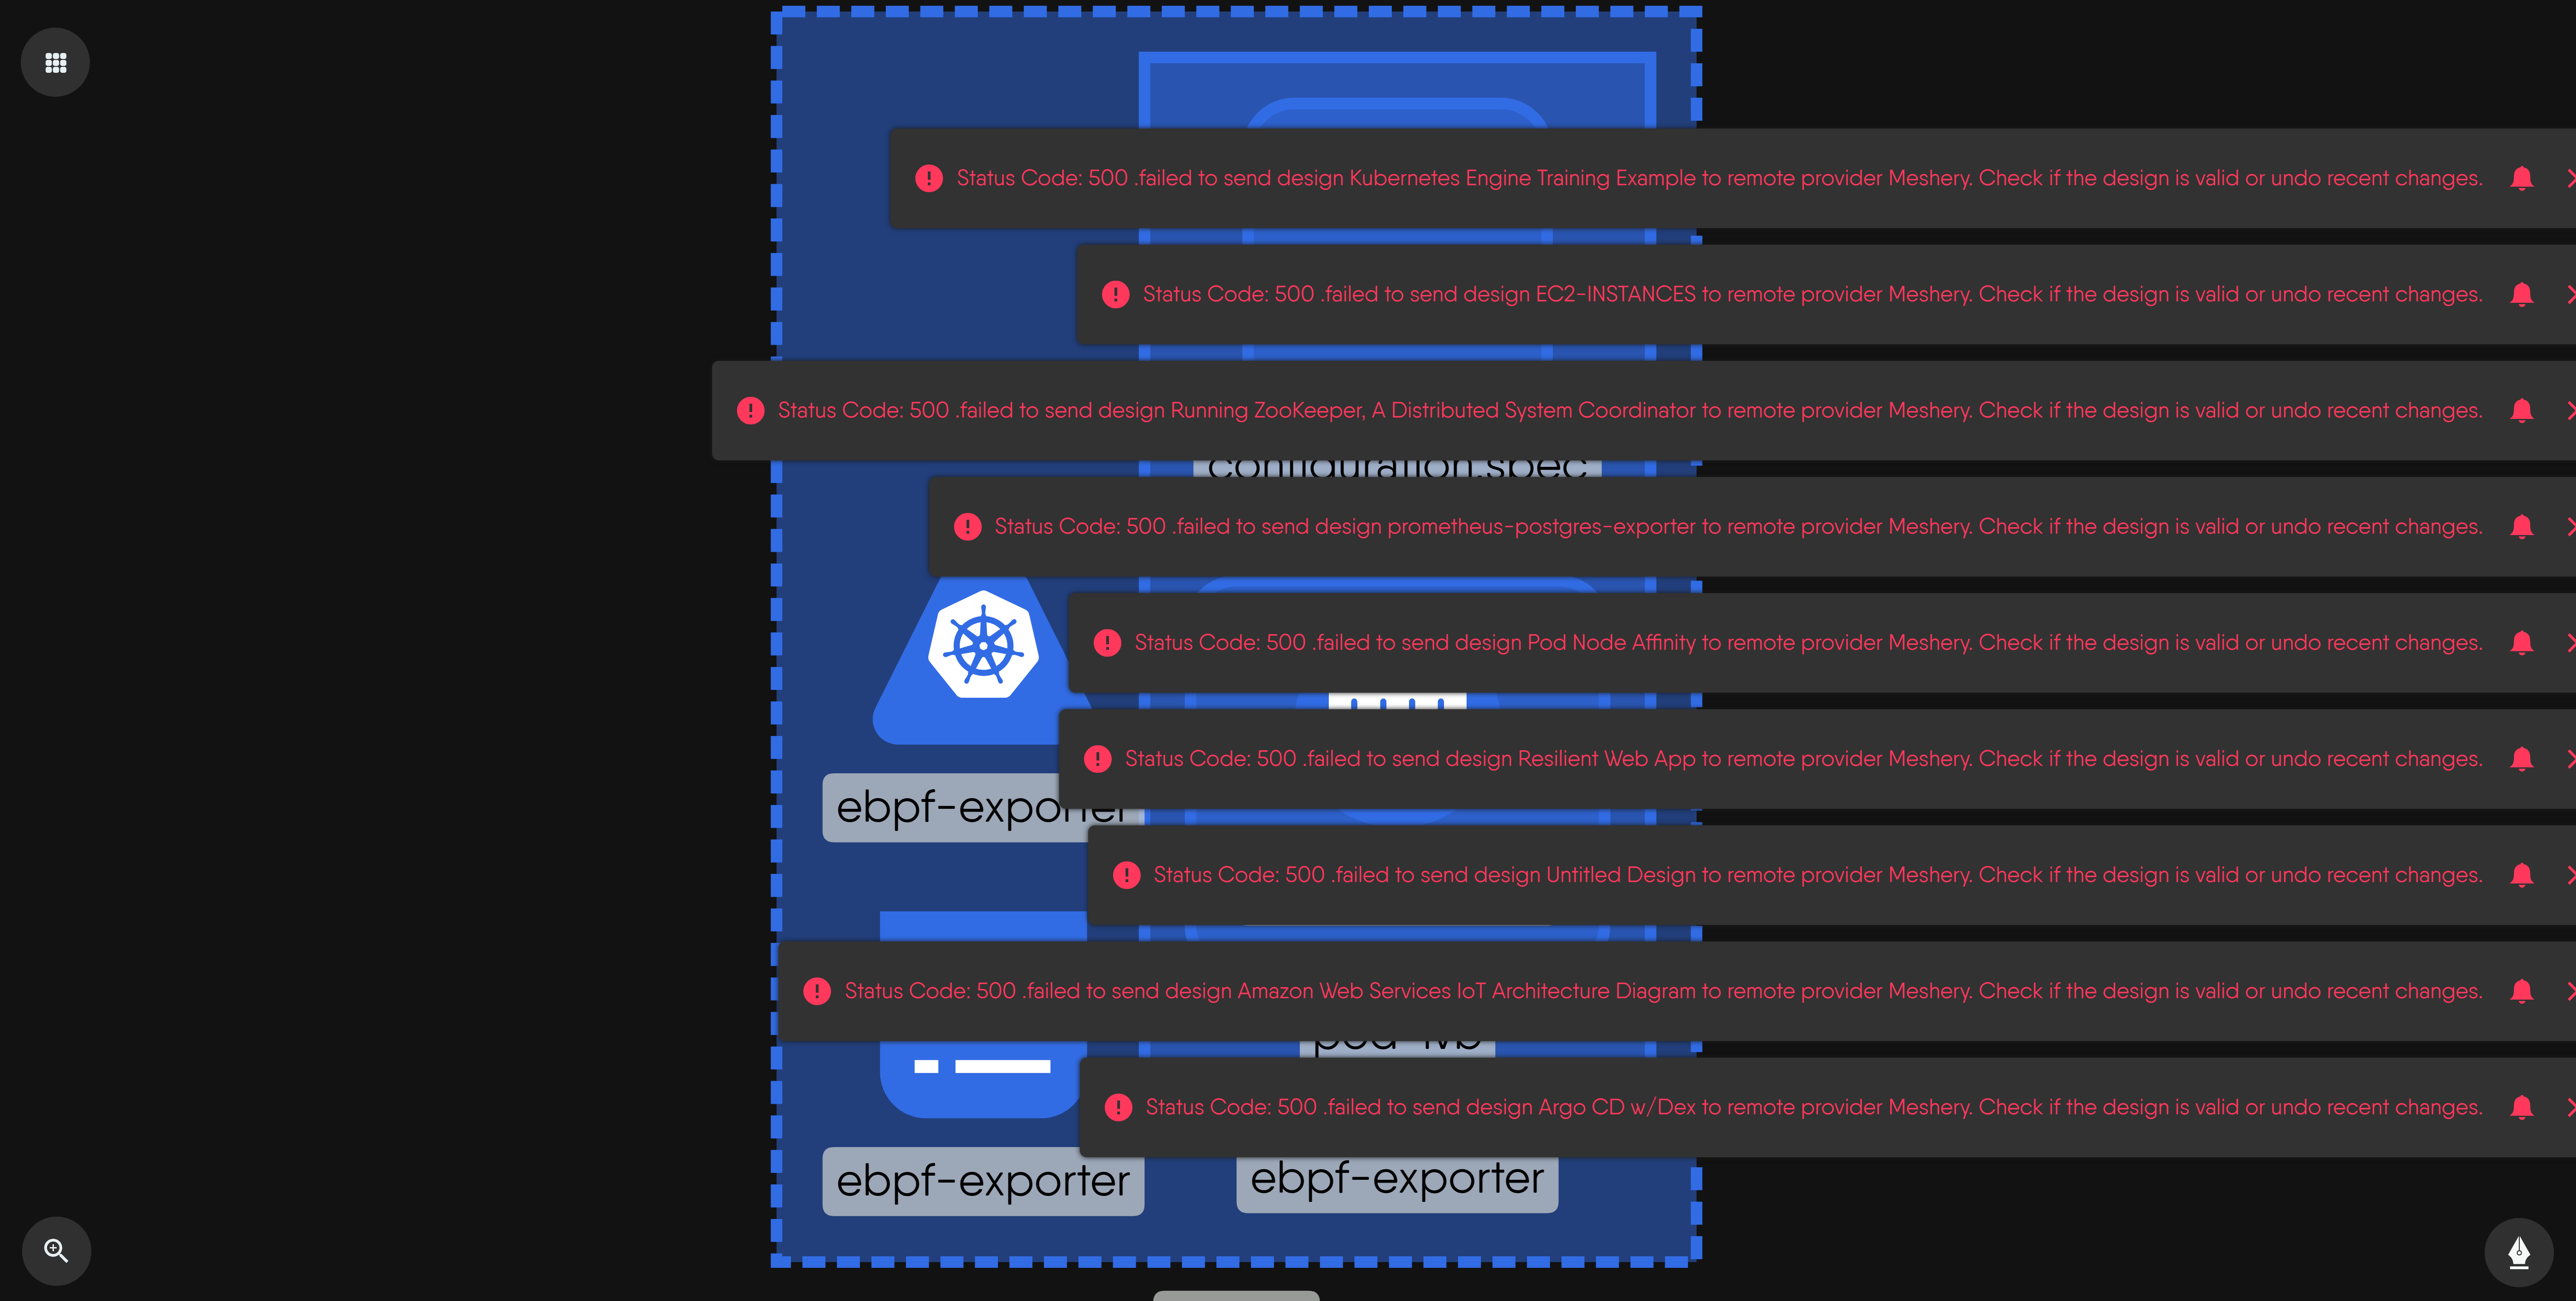 Status Code: 500 .failed to send design Kubernetes Engine Training Example to remote provider Meshery. Check if the design is valid or undo recent changes.
Status Code: 500 .failed to send design EC2-INSTANCES to remote provider Meshery. Check if the design is valid or undo recent changes.
Status Code: 500 .failed to send design Running ZooKeeper, A Distributed System Coordinator to remote provider Meshery. Check if the design is valid or undo recent changes.
configuration.spec
Status Code: 500 .failed to send design prometheus-postgres-exporter to remote provider Meshery. Check if the design is valid or undo recent changes.
Status Code: 500 .failed to send design Pod Node Affinity to remote provider Meshery. Check if the design is valid or undo recent changes.
Status Code: 500 .failed to send design Resilient Web App to remote provider Meshery. Check if the design is valid or undo recent changes.
ebpf-exporter
Status Code: 500 .failed to send design Untitled Design to remote provider Meshery. Check if the design is valid or undo recent changes.
Status Code: 500 .failed to send design Amazon Web Services IoT Architecture Diagram to remote provider Meshery. Check if the design is valid or undo recent changes.
Status Code: 500 .failed to send design Argo CD w/Dex to remote provider Meshery. Check if the design is valid or undo recent changes.
ebpf-exporter
ebpf-exporter